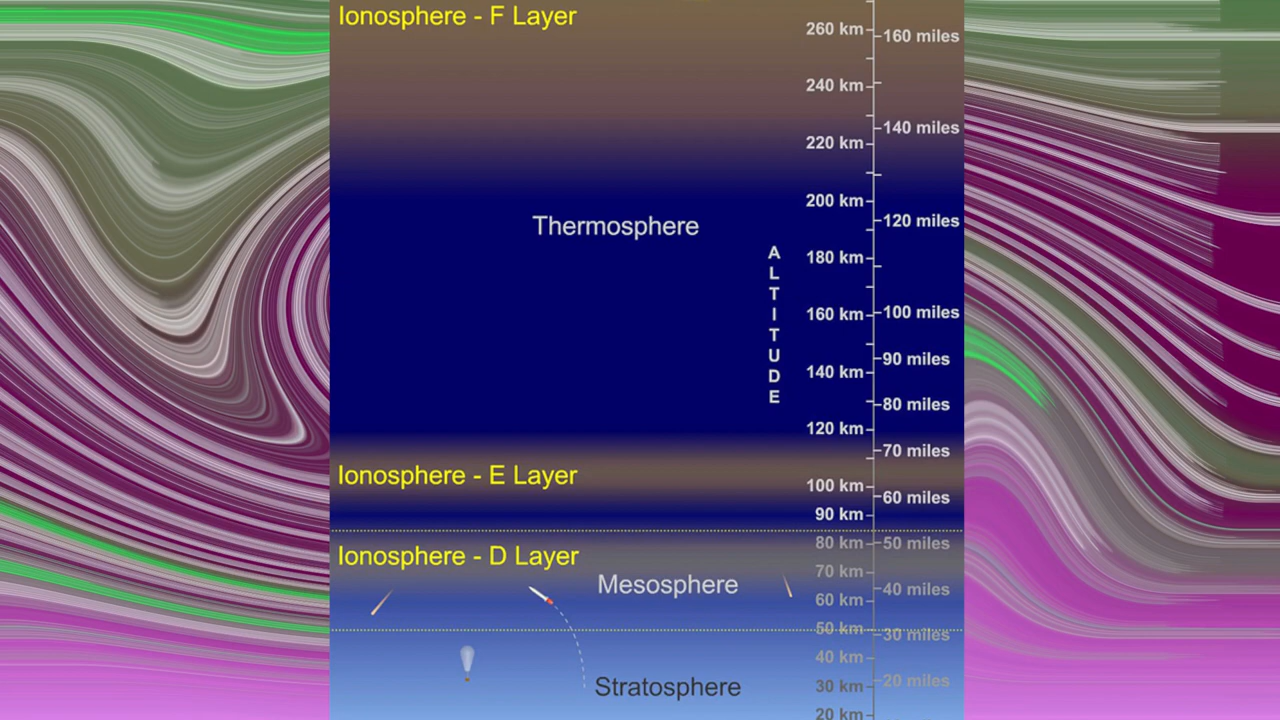 Ionosphere - F Layer
260 km
160 miles
240 km
140 miles
220 km
200 km
120 miles
Thermosphere
ALTITUDE
180 km
160 km
100 miles
90 miles
140 km
80 miles
120 km
70 miles
Ionosphere - E Layer
100 km
60 miles
90 km
80 km
50 miles
Ionosphere - D Layer
70 km
Mesosphere
40 miles
60 km
50 km
30 miles
40 km
20 miles
Stratosphere
30 km
20 km